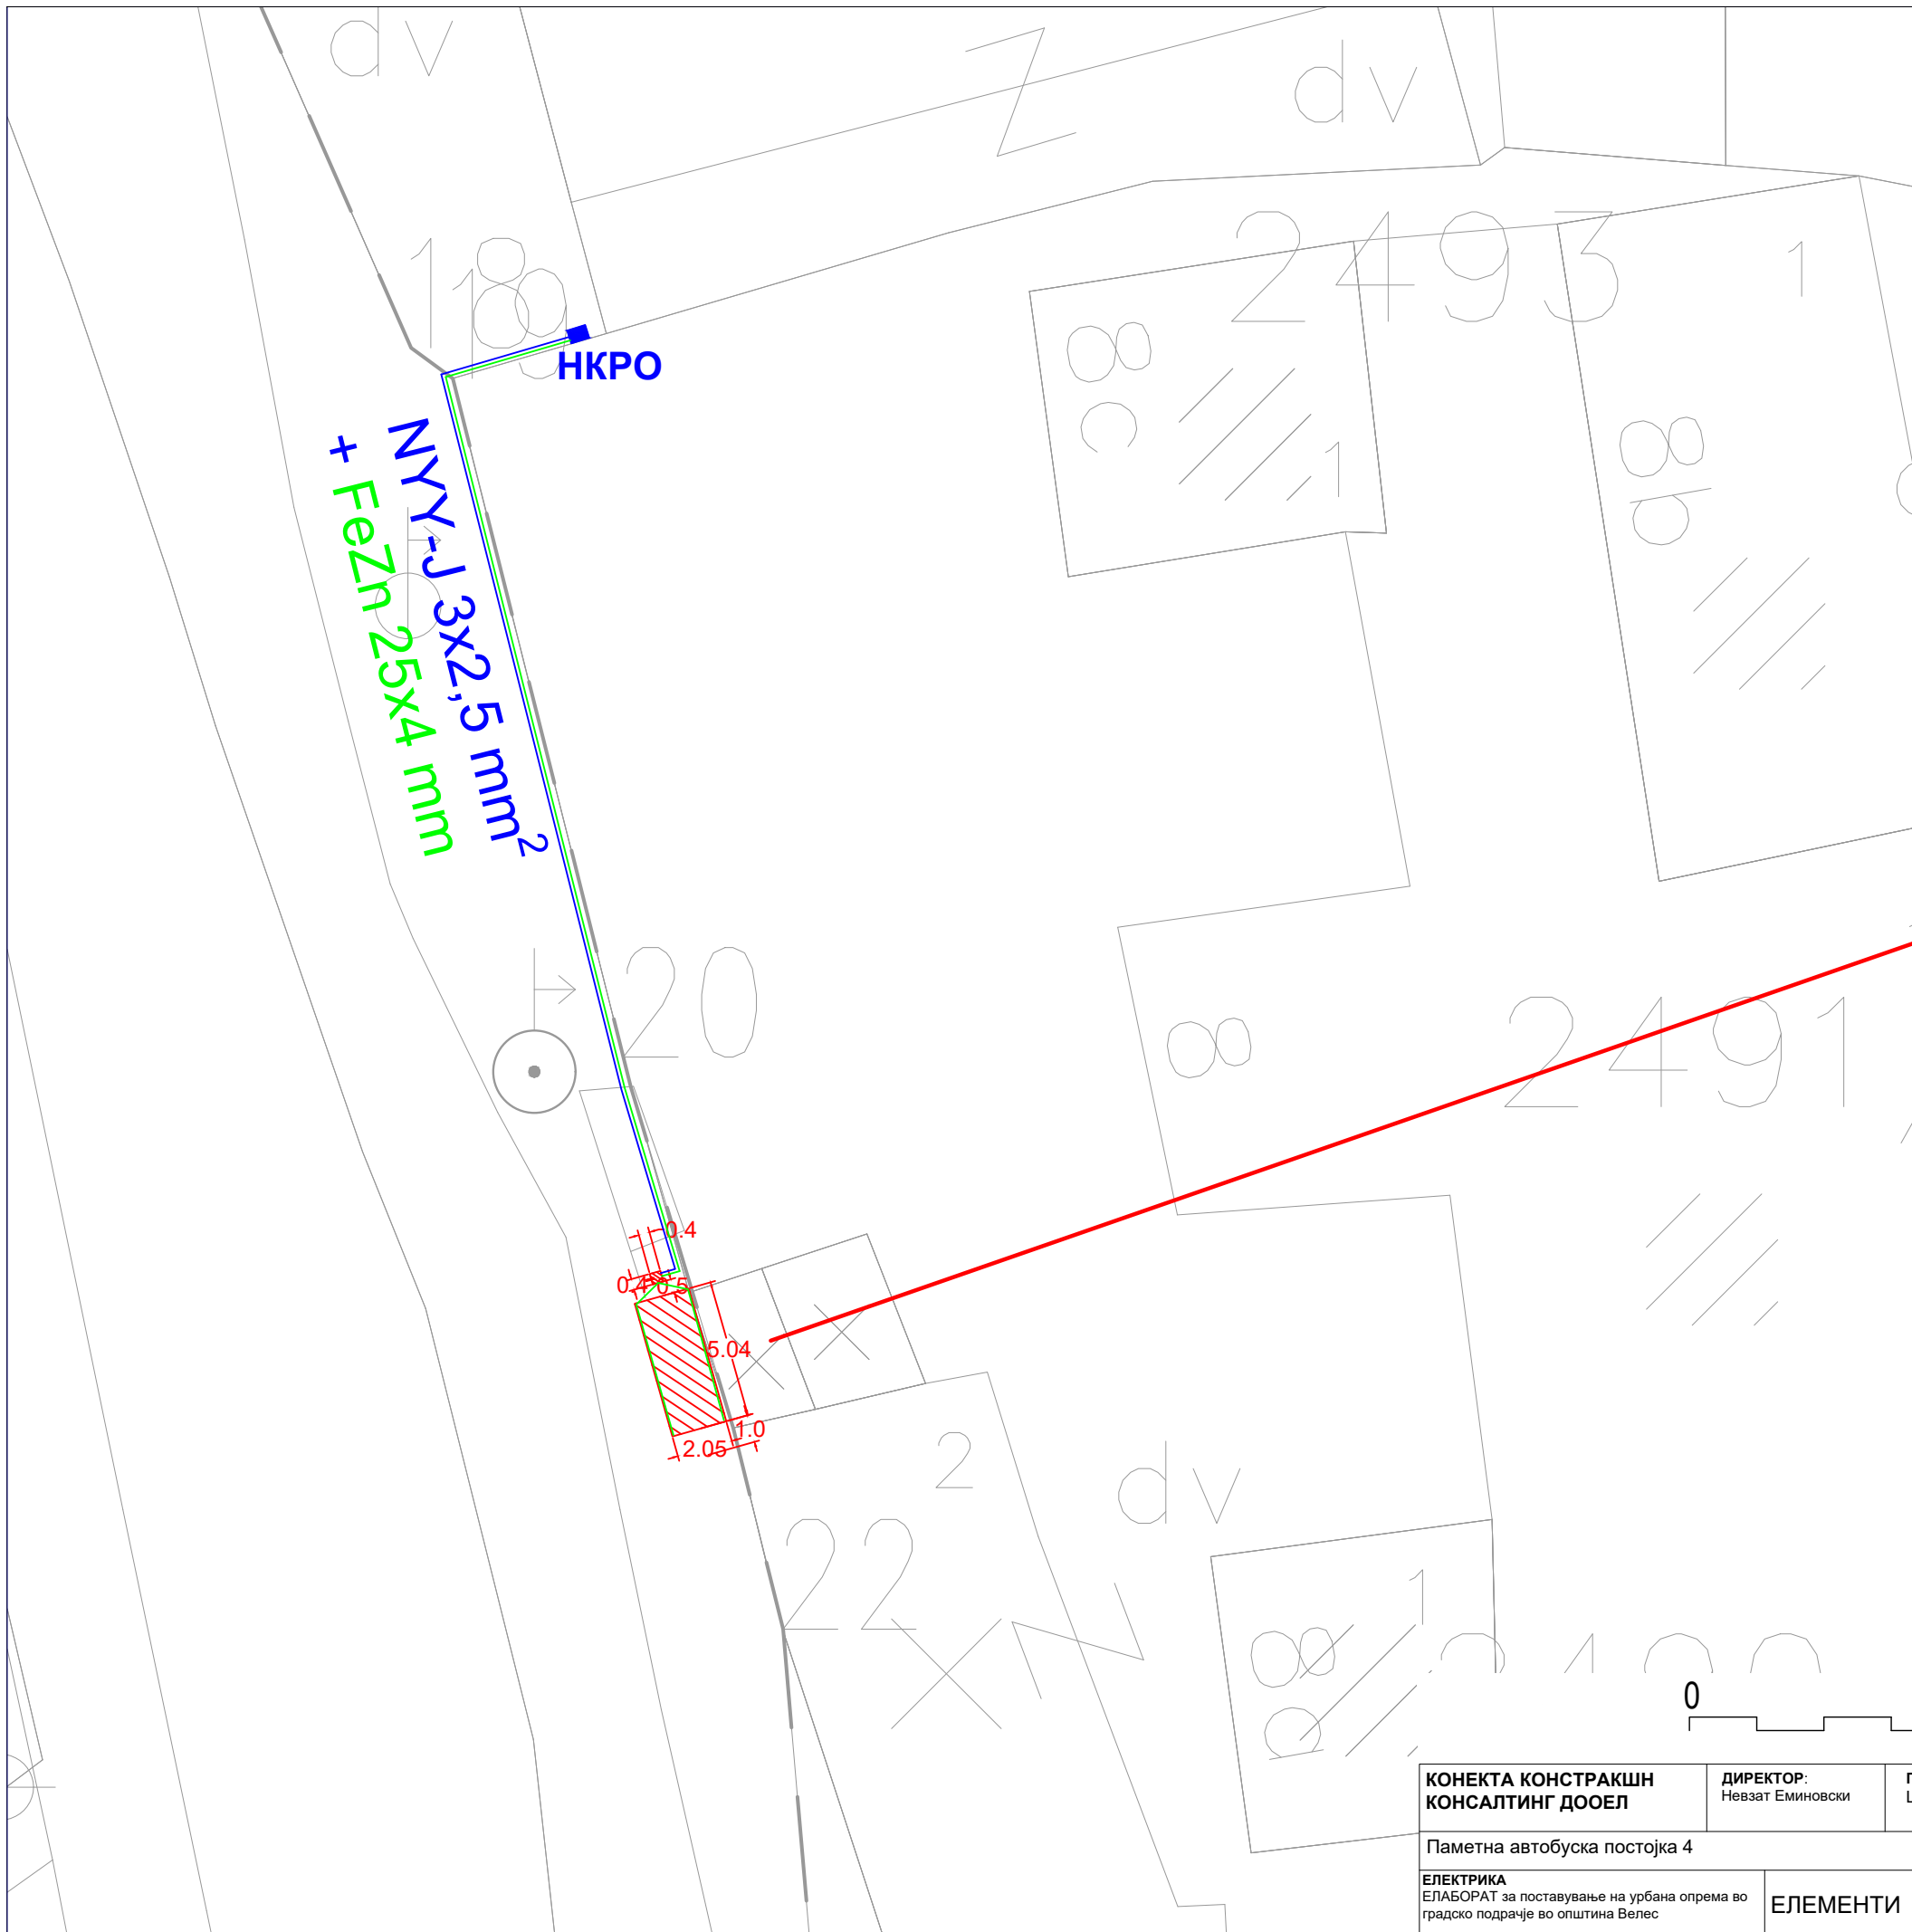 dv
dv
2493
1
18
НКРО
1
NYY-J 3x2,5 mm²
+ FeZn 25x4 mm
20
2491
0.4
0.4
0.5
5.04
1.0
2.05
2
dv
22
1
0
КОНЕКТА КОНСТРАКШН
КОНСАЛТИНГ ДООЕЛ
ДИРЕКТОР:
Невзат Еминовски
Паметна автобуска постојка 4
ЕЛЕКТРИКА
ЕЛАБОРАТ за поставување на урбана опрема во
градско подрачје во општина Велес
ЕЛЕМЕНТИ